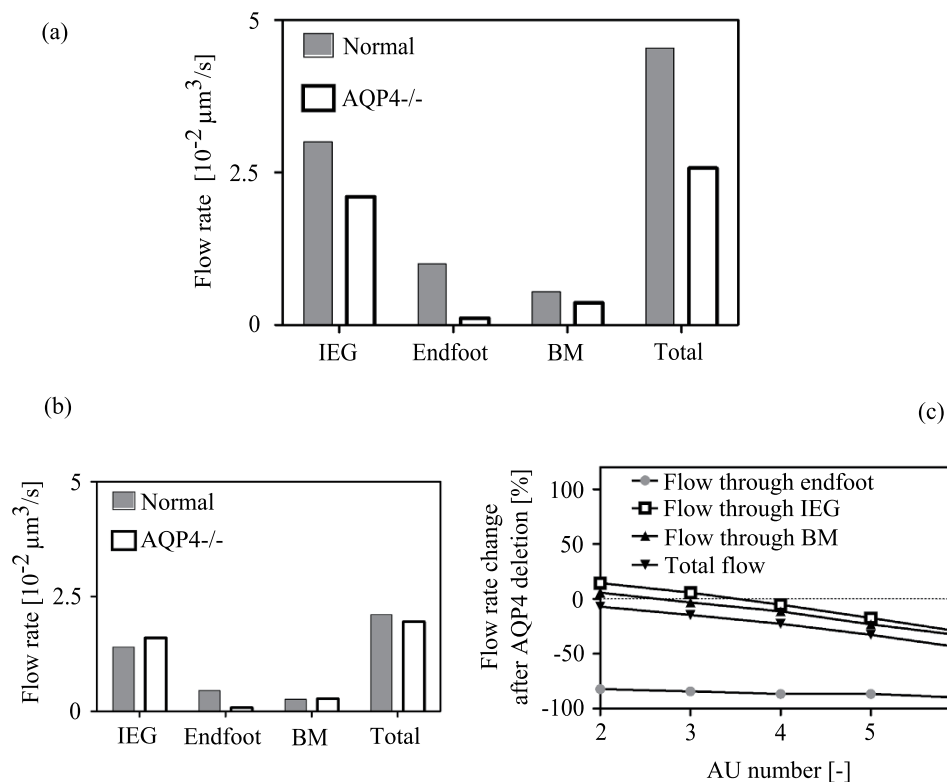 (a)
Flow rate [10⁻² µm³/s]
5
2.5
0
Normal
AQP4-/-
IEG Endfoot BM Total
(b)
Flow rate [10⁻² µm³/s]
5
2.5
0
Normal
AQP4-/-
IEG Endfoot BM Total
(c)
Flow rate change
after AQP4 deletion [%]
100
50
0
-50
-100
Flow through endfoot
Flow through IEG
Flow through BM
Total flow
2 3 4 5
AU number [-]